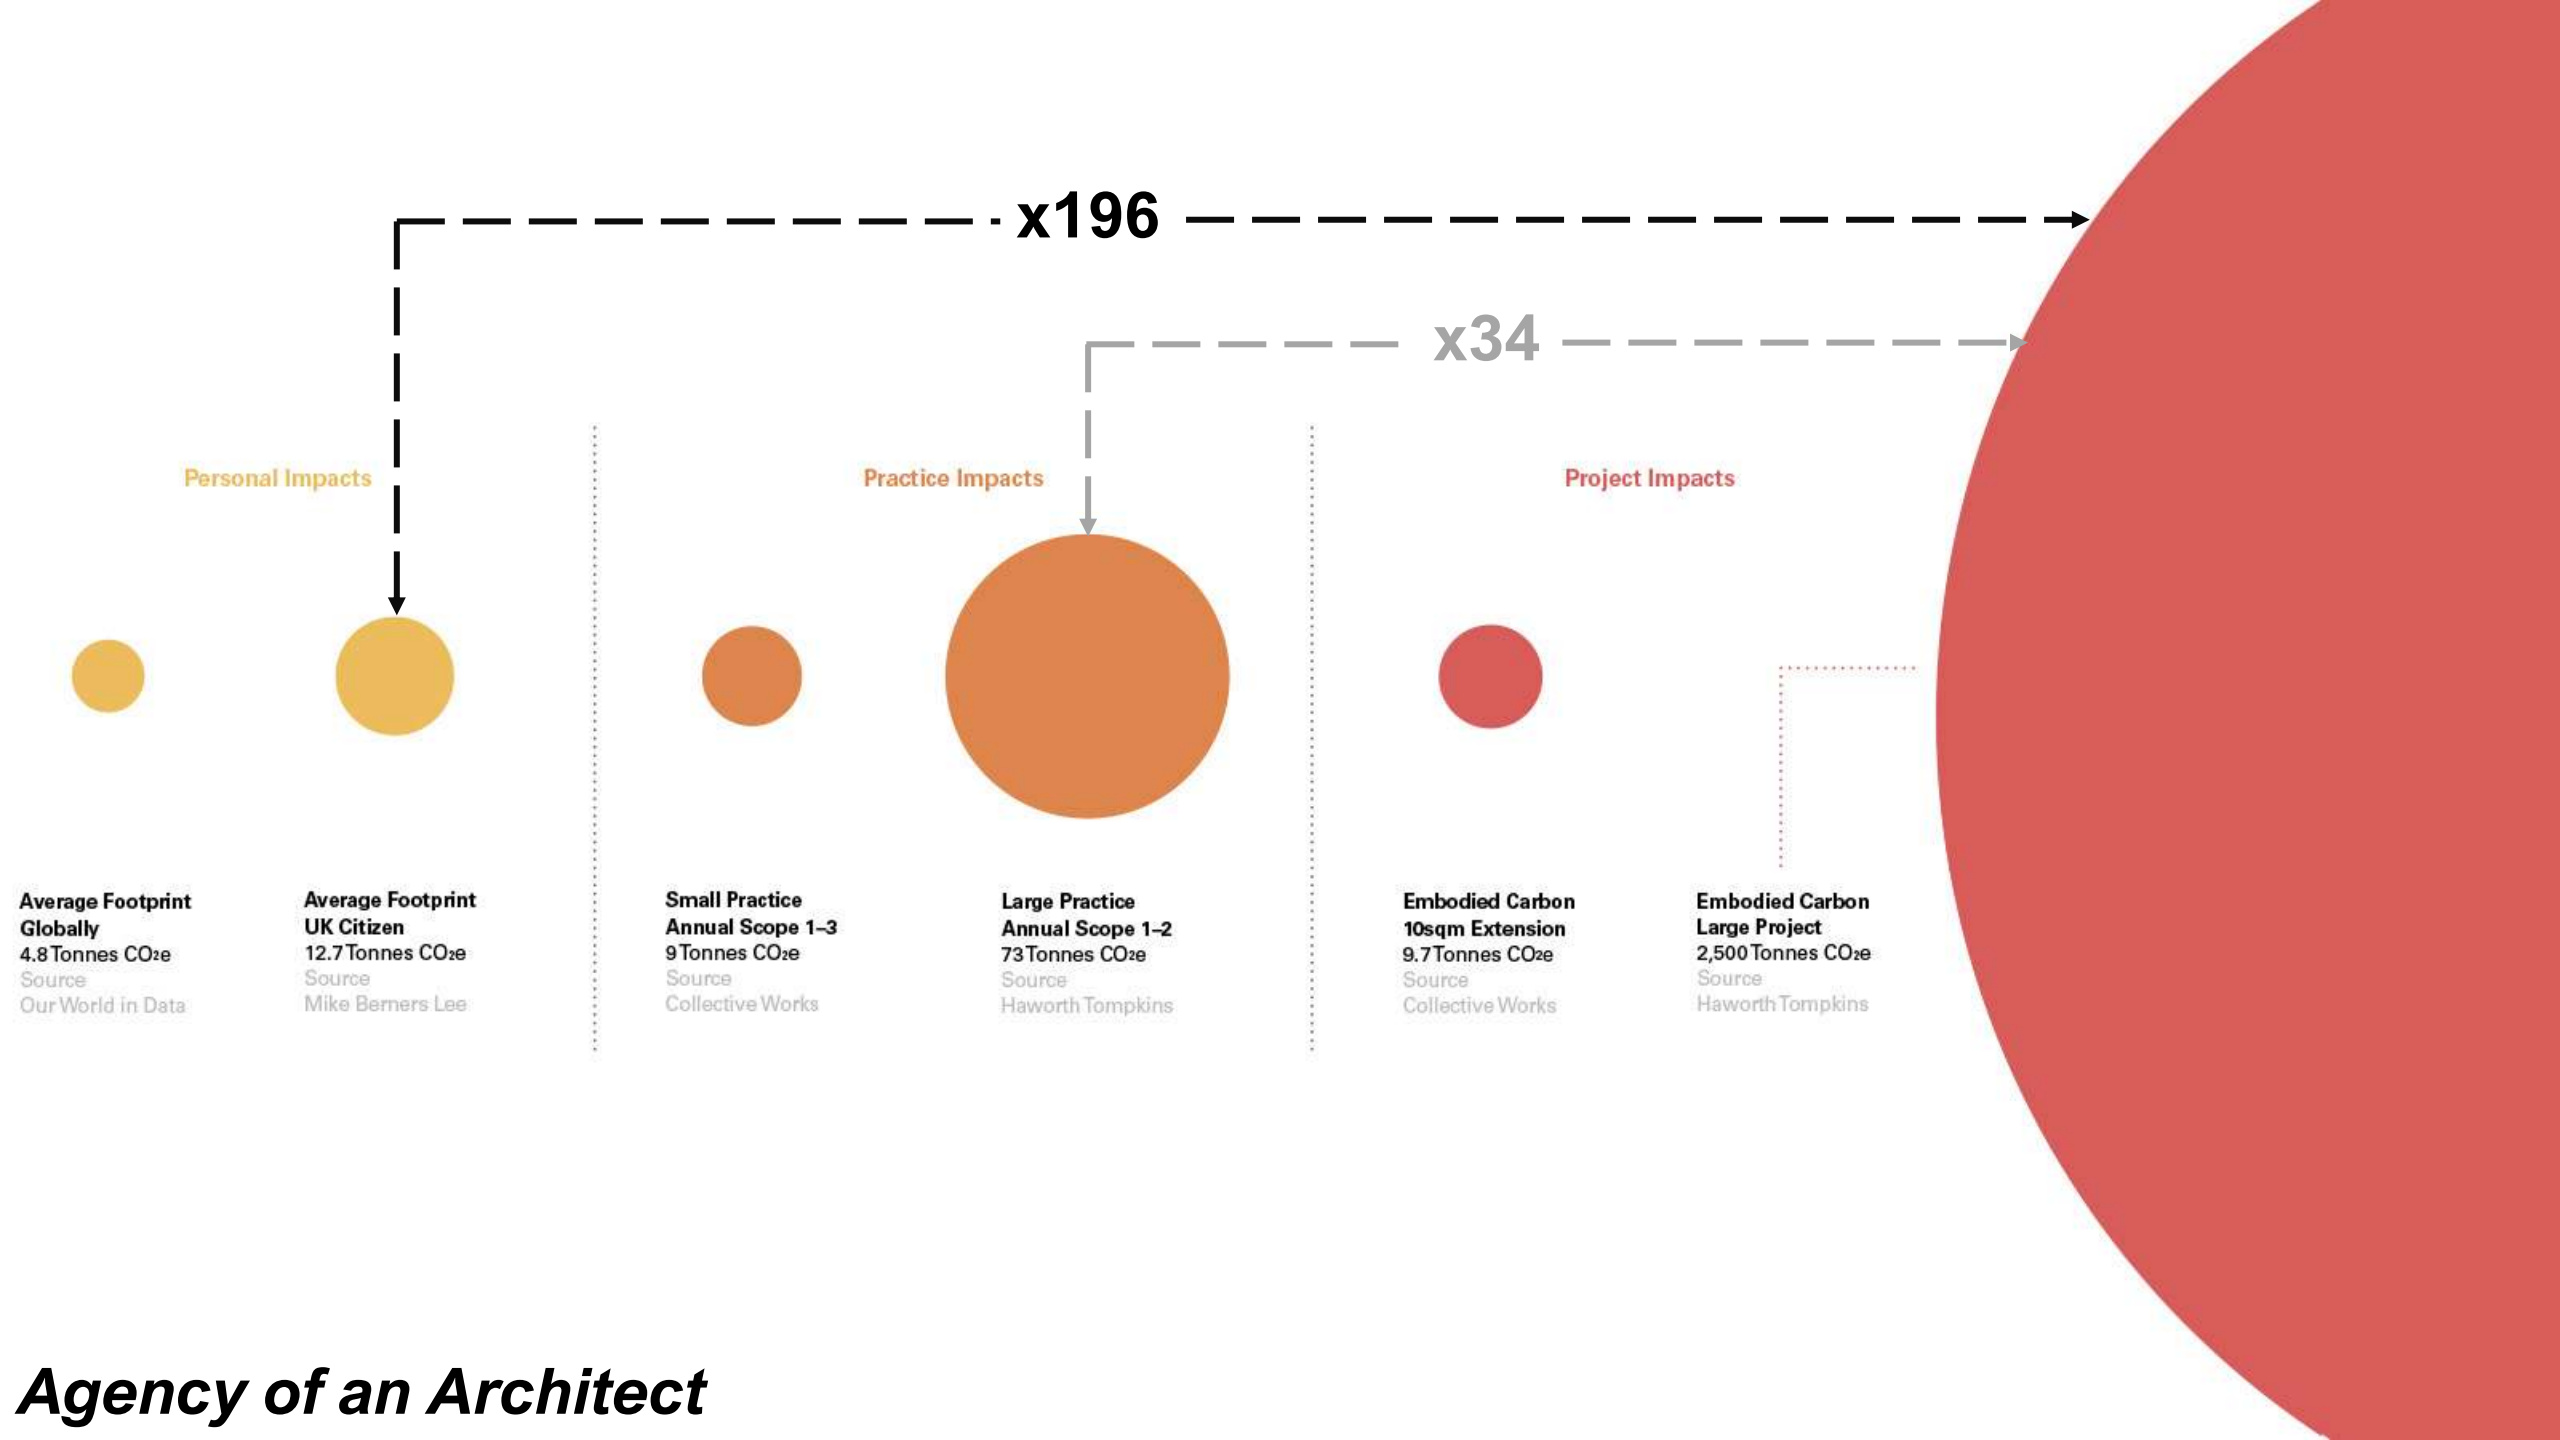 x196
x34
Personal Impacts
Practice Impacts
Project Impacts
Average Footprint
Globally
4.8 Tonnes CO₂e
Source
Our World in Data
Average Footprint
UK Citizen
12.7 Tonnes CO₂e
Source
Mike Berners Lee
Small Practice
Annual Scope 1–3
9 Tonnes CO₂e
Source
Collective Works
Large Practice
Annual Scope 1–2
73 Tonnes CO₂e
Source
Haworth Tompkins
Embodied Carbon
10sqm Extension
9.7 Tonnes CO₂e
Source
Collective Works
Embodied Carbon
Large Project
2,500 Tonnes CO₂e
Source
Haworth Tompkins
Agency of an Architect